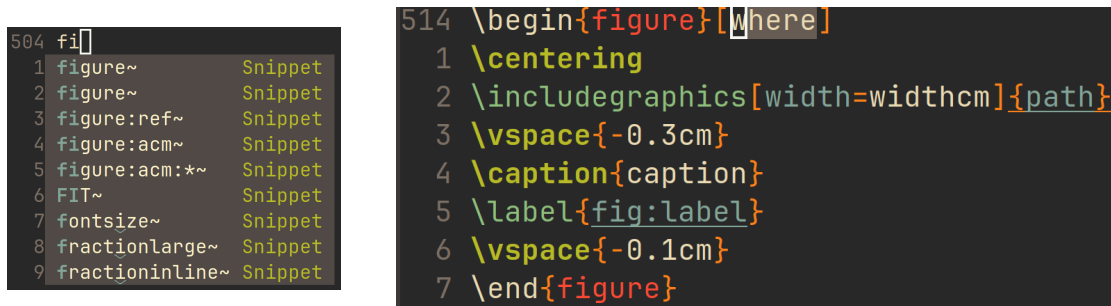 504 fi
1 figure~ Snippet
2 figure~ Snippet
3 figure:ref~ Snippet
4 figure:acm~ Snippet
5 figure:acm:*~ Snippet
6 FIT~ Snippet
7 fontsize~ Snippet
8 fractionlarge~ Snippet
9 fractioninline~ Snippet
514 \begin{figure}[where]
1 \centering
2 \includegraphics[width=widthcm]{path}
3 \vspace{-0.3cm}
4 \caption{caption}
5 \label{fig:label}
6 \vspace{-0.1cm}
7 \end{figure}